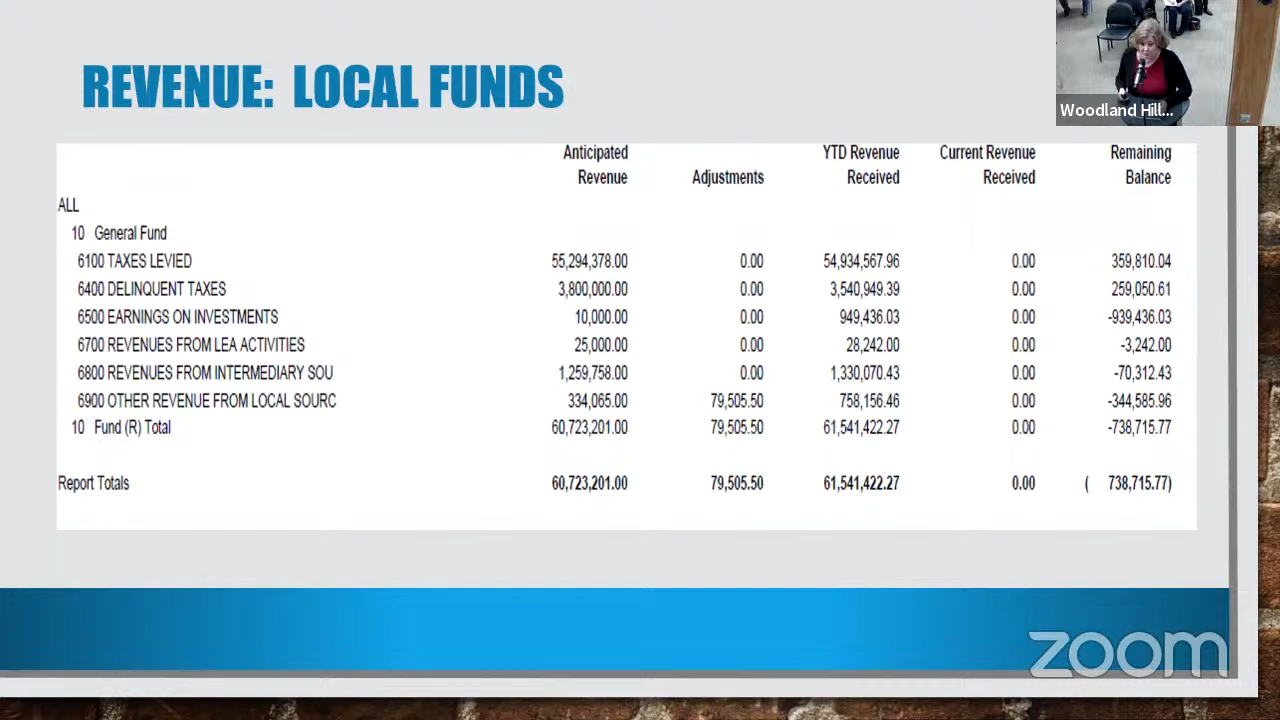 REVENUE: LOCAL FUNDS
Woodland Hill...
Anticipated Revenue Adjustments YTD Revenue Received Current Revenue Received Remaining Balance
ALL
10 General Fund
6100 TAXES LEVIED 55,294,378.00 0.00 54,934,567.96 0.00 359,810.04
6400 DELINQUENT TAXES 3,800,000.00 0.00 3,540,949.39 0.00 259,050.61
6500 EARNINGS ON INVESTMENTS 10,000.00 0.00 949,436.03 0.00 -939,436.03
6700 REVENUES FROM LEA ACTIVITIES 25,000.00 0.00 28,242.00 0.00 -3,242.00
6800 REVENUES FROM INTERMEDIARY SOU 1,259,758.00 0.00 1,330,070.43 0.00 -70,312.43
6900 OTHER REVENUE FROM LOCAL SOURC 334,065.00 79,505.50 758,156.46 0.00 -344,585.96
10 Fund (R) Total 60,723,201.00 79,505.50 61,541,422.27 0.00 -738,715.77
Report Totals 60,723,201.00 79,505.50 61,541,422.27 0.00 ( 738,715.77)
zoom